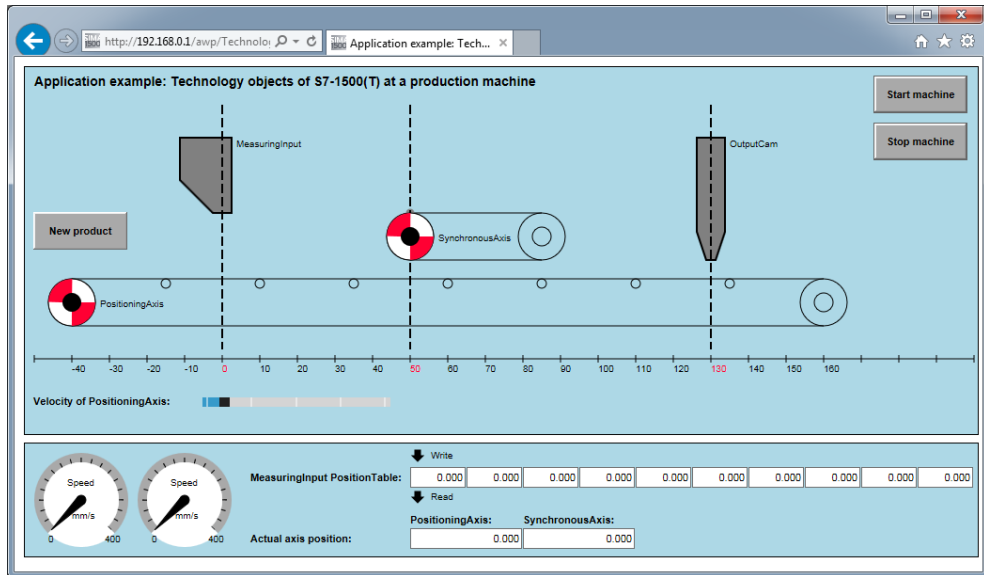 http://192.168.0.1/awp/Technolo
Application example: Tech...
Application example: Technology objects of S7-1500(T) at a production machine
Start machine
Stop machine
MeasuringInput
OutputCam
New product
SynchronousAxis
PositioningAxis
-40 -30 -20 -10 0 10 20 30 40 50 60 70 80 90 100 110 120 130 140 150 160
Velocity of PositioningAxis:
Write
Speed Speed
MeasuringInput PositionTable: 0.000 0.000 0.000 0.000 0.000 0.000 0.000 0.000 0.000 0.000
Read
mm/s mm/s
PositioningAxis: SynchronousAxis:
0 400 0 400
Actual axis position: 0.000 0.000